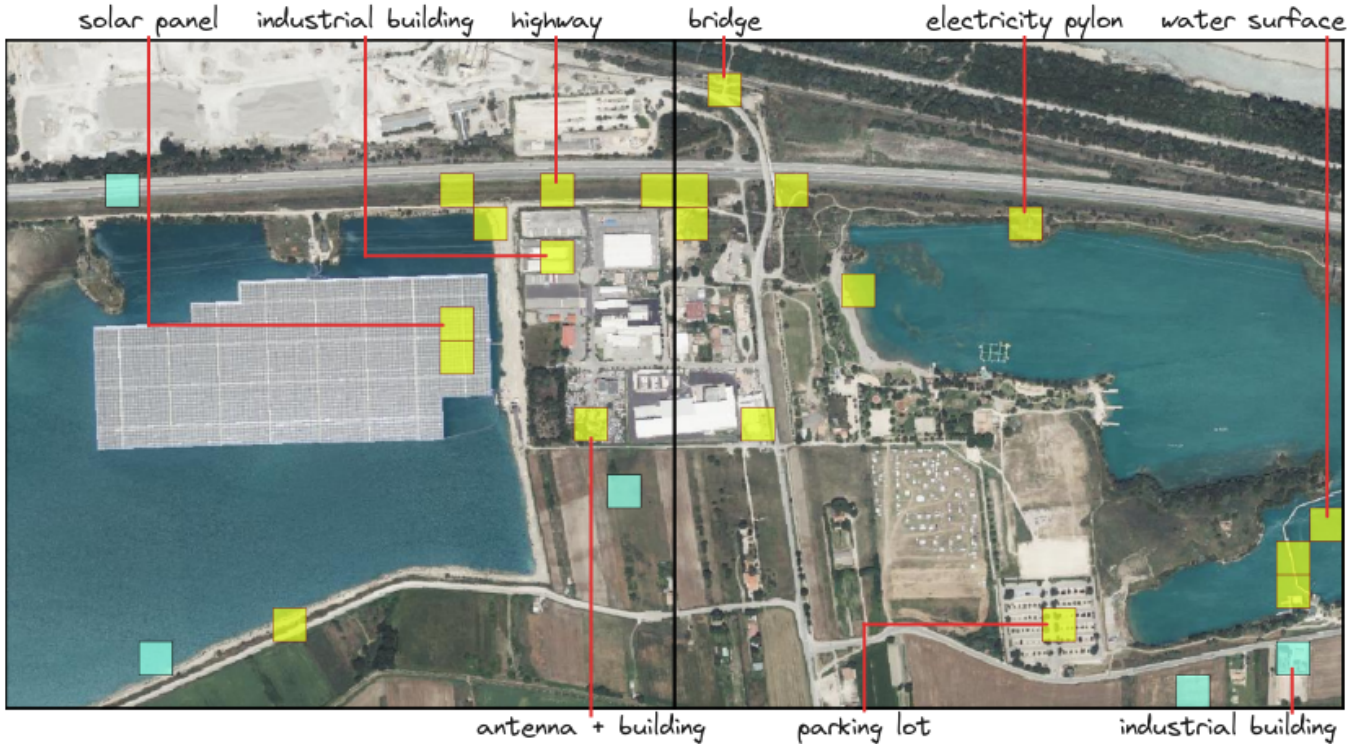 solar panel
industrial building
highway
bridge
electricity pylon
water surface
antenna + building
parking lot
industrial building